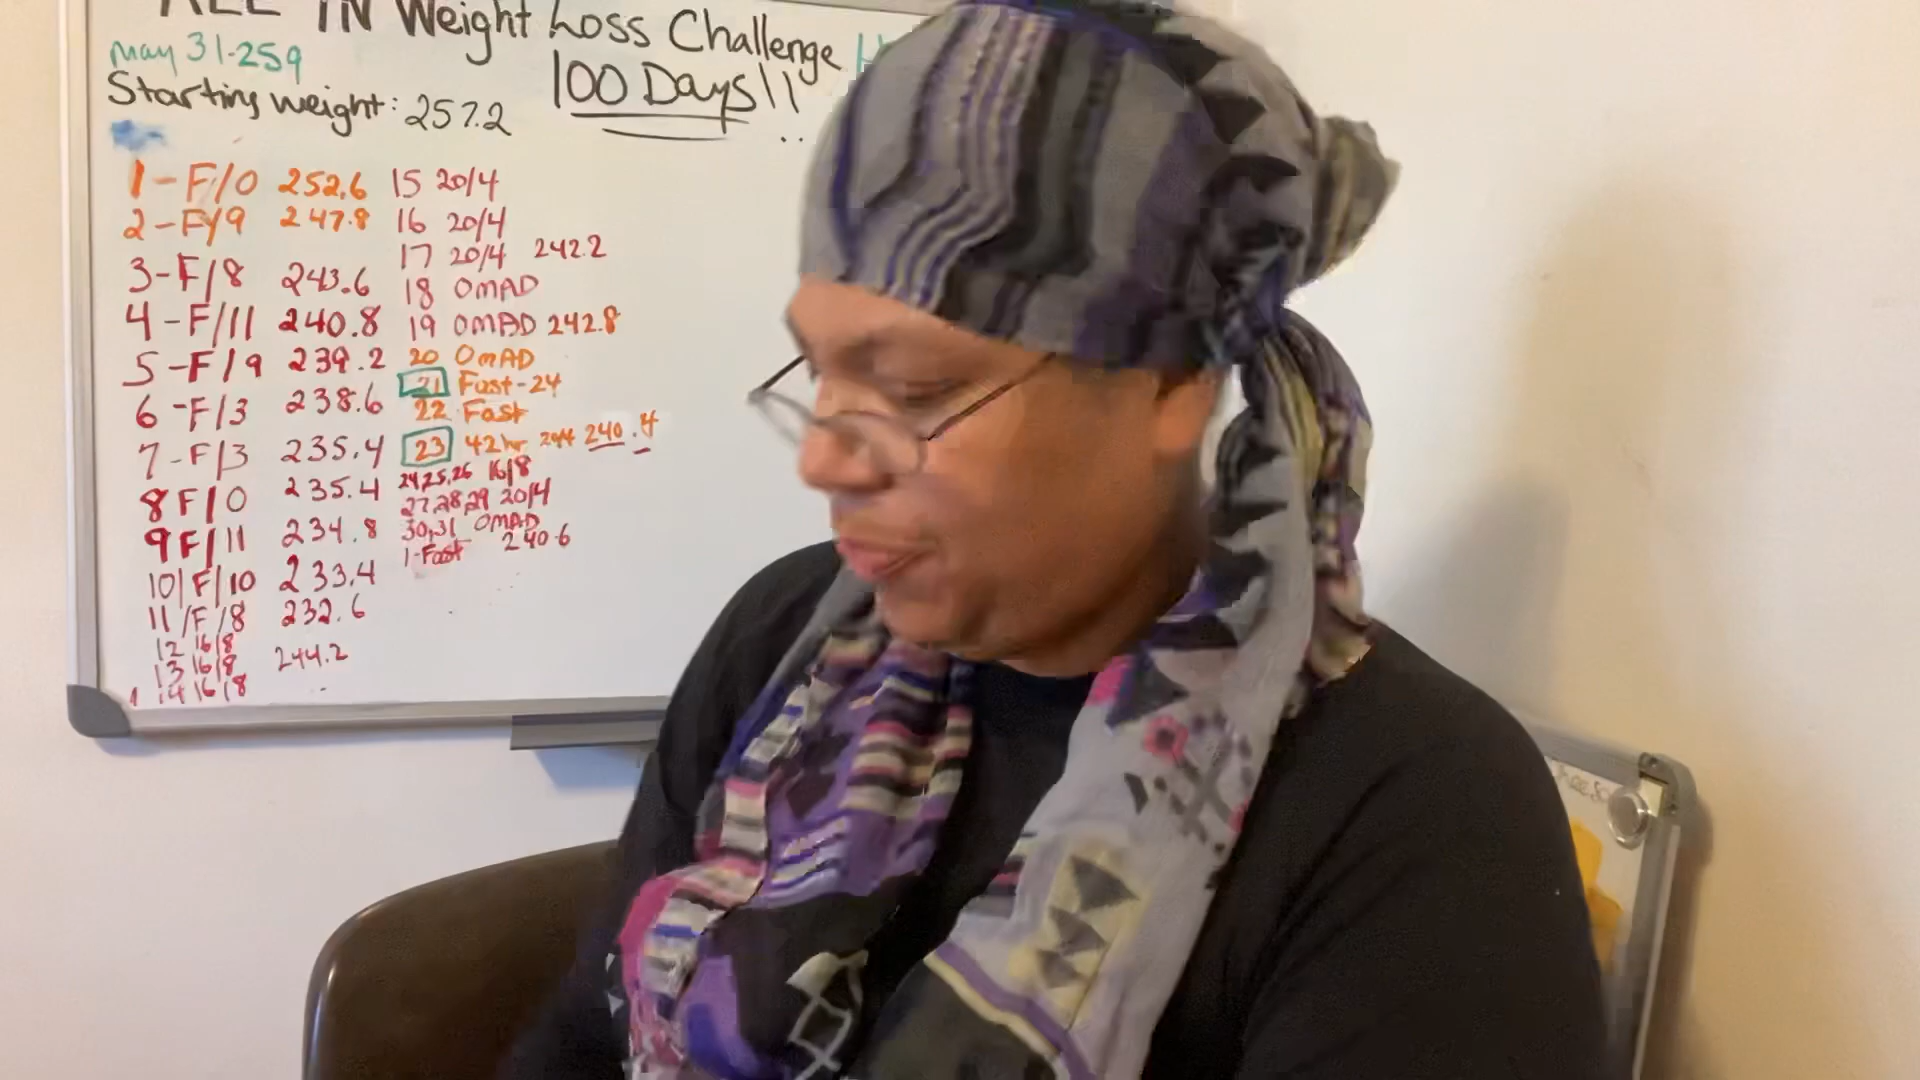 ALL IN Weight Loss Challenge
May 31-259
100 Days!!
Starting weight: 257.2
1 - F/0 252.6
2 - F/9 247.8
3 - F/8 243.6
4 - F/11 240.8
5 - F/9 239.2
6 - F/3 238.6
7 - F/3 235.4
8 F/0 235.4
9 F/11 234.8
10/F/10 233.4
11/F/8 232.6
12 16/8
13 16/8 244.2
14 16/8
15 20/4
16 20/4
17 20/4 242.2
18 OMAD
19 OMAD 242.8
20 OMAD
21 Fast-24
22 Fast
23 42hr 20/4 240.4
24,25,26 16/8
27,28,29 20/4
30,31 OMAD
1-Fast 240.6